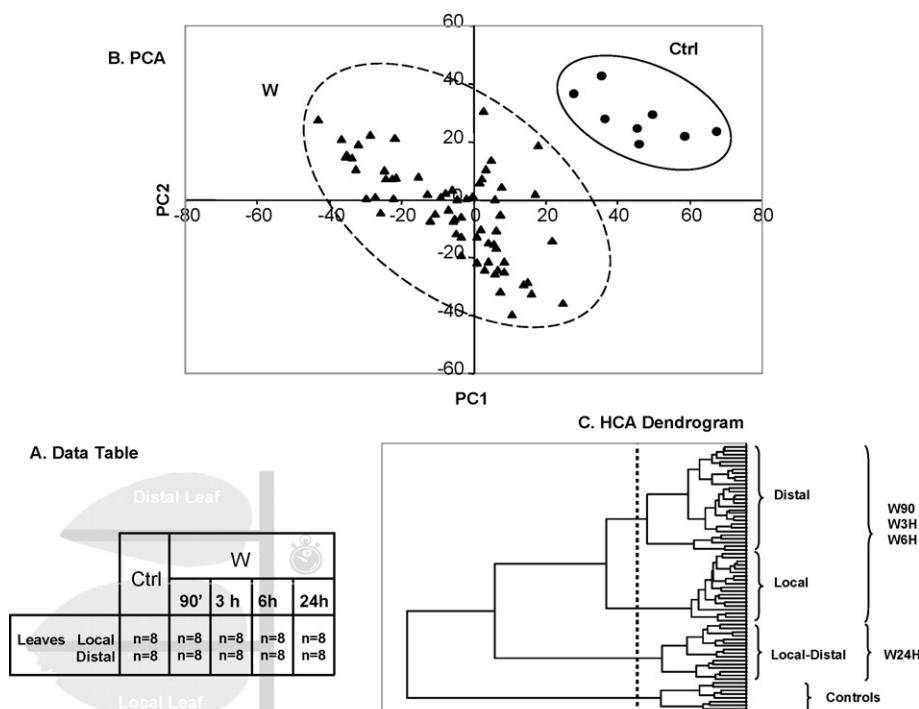 60
B. PCA
Ctrl
W
40
20
PC2
0
-80
-60
-40
-20
0
20
40
60
80
-20
-40
-60
PC1
C. HCA Dendrogram
A. Data Table
Distal Leaf
Ctrl
W
90’ 3 h 6h 24h
Leaves Local n=8 n=8 n=8 n=8 n=8
Distal n=8 n=8 n=8 n=8 n=8
Local Leaf
Distal
W90
W3H
W6H
Local
Local-Distal
W24H
Controls